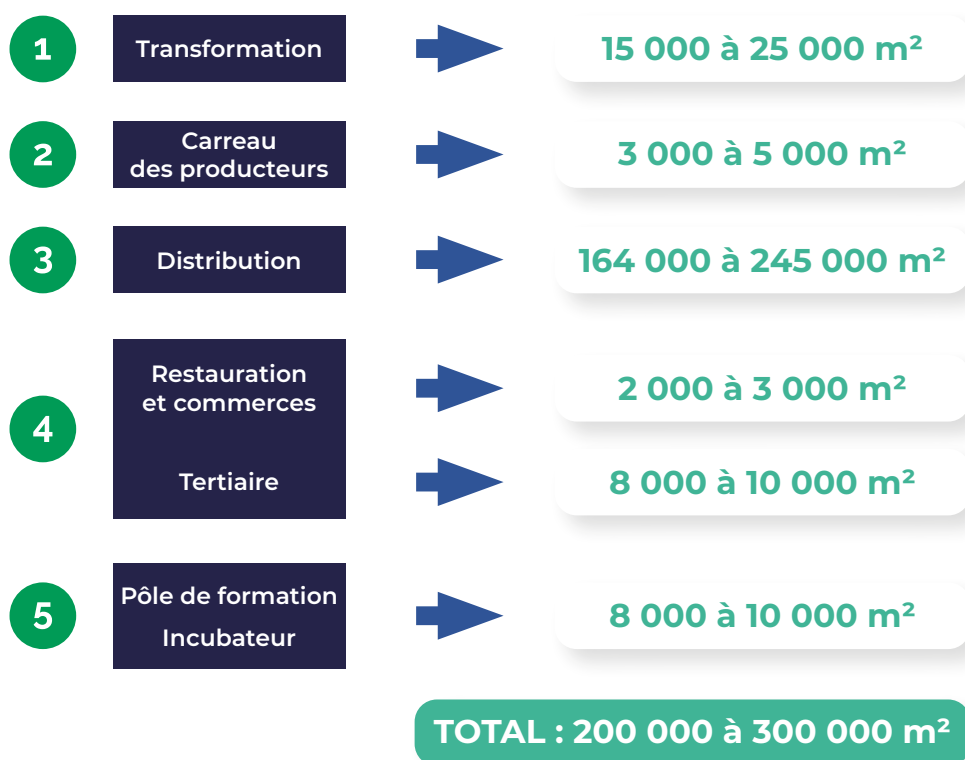 1
Transformation
15 000 à 25 000 m²
2
Carreau
des producteurs
3 000 à 5 000 m²
3
Distribution
164 000 à 245 000 m²
4
Restauration
et commerces
2 000 à 3 000 m²
Tertiaire
8 000 à 10 000 m²
5
Pôle de formation
Incubateur
8 000 à 10 000 m²
TOTAL : 200 000 à 300 000 m²